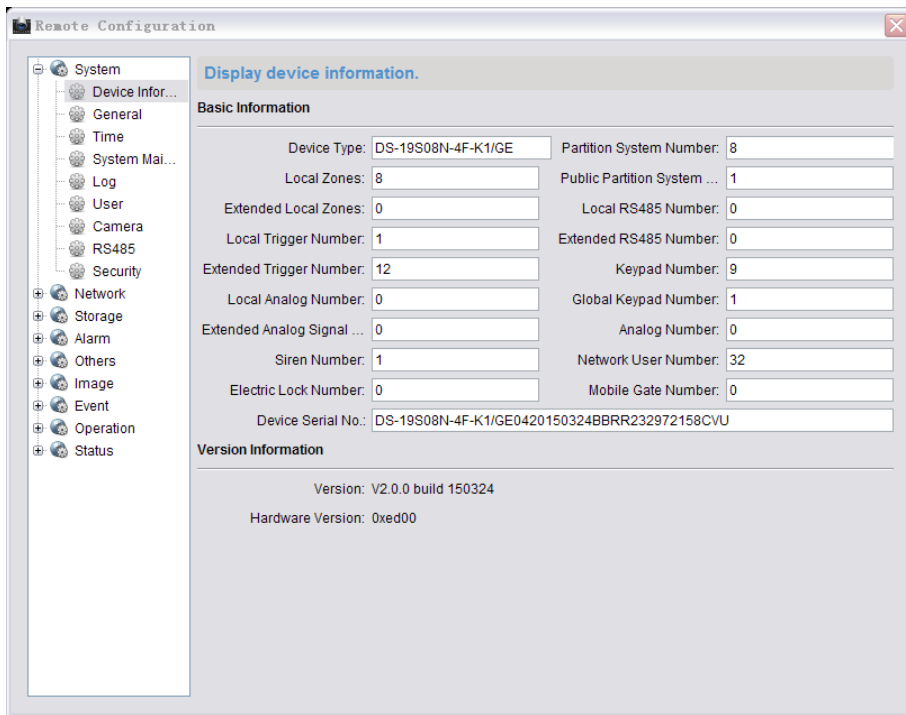 Remote Configuration
System
Device Infor...
General
Time
System Mai...
Log
User
Camera
RS485
Security
Network
Storage
Alarm
Others
Image
Event
Operation
Status
Display device information.
Basic Information
Device Type: DS-19S08N-4F-K1/GE Partition System Number: 8
Local Zones: 8 Public Partition System ... 1
Extended Local Zones: 0 Local RS485 Number: 0
Local Trigger Number: 1 Extended RS485 Number: 0
Extended Trigger Number: 12 Keypad Number: 9
Local Analog Number: 0 Global Keypad Number: 1
Extended Analog Signal ... 0 Analog Number: 0
Siren Number: 1 Network User Number: 32
Electric Lock Number: 0 Mobile Gate Number: 0
Device Serial No.: DS-19S08N-4F-K1/GE0420150324BBRR232972158CVU
Version Information
Version: V2.0.0 build 150324
Hardware Version: 0xed00